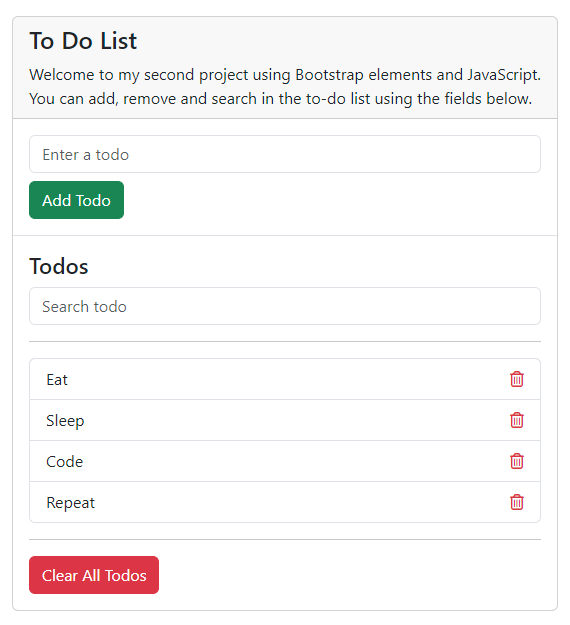 To Do List
Welcome to my second project using Bootstrap elements and JavaScript.
You can add, remove and search in the to-do list using the fields below.
Enter a todo
Add Todo
Todos
Search todo
Eat
Sleep
Code
Repeat
Clear All Todos